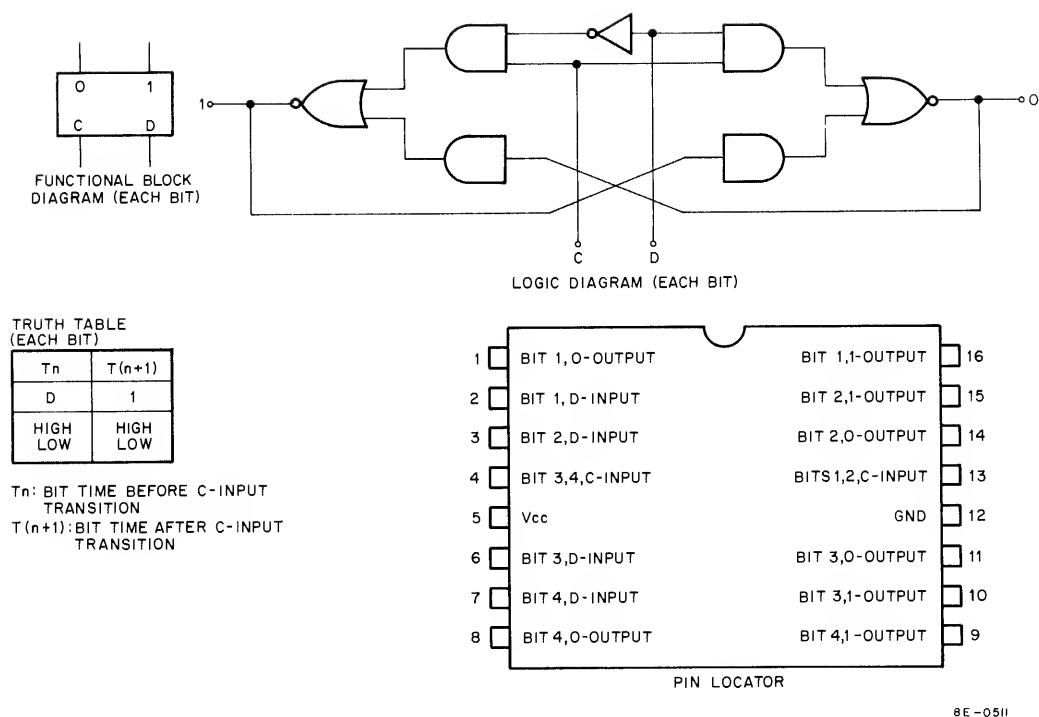 0 1
C D
FUNCTIONAL BLOCK
DIAGRAM (EACH BIT)
1
0
C D
LOGIC DIAGRAM (EACH BIT)
TRUTH TABLE
(EACH BIT)
Tn T(n+1)
D 1
HIGH HIGH
LOW LOW
Tn: BIT TIME BEFORE C-INPUT
TRANSITION
T(n+1): BIT TIME AFTER C-INPUT
TRANSITION
1 BIT 1, 0-OUTPUT BIT 1,1-OUTPUT 16
2 BIT 1, D-INPUT BIT 2,1-OUTPUT 15
3 BIT 2, D-INPUT BIT 2,0-OUTPUT 14
4 BIT 3,4, C-INPUT BITS 1,2, C-INPUT 13
5 Vcc GND 12
6 BIT 3, D-INPUT BIT 3,0-OUTPUT 11
7 BIT 4, D-INPUT BIT 3,1-OUTPUT 10
8 BIT 4,0-OUTPUT BIT 4,1-OUTPUT 9
PIN LOCATOR
8E-0511